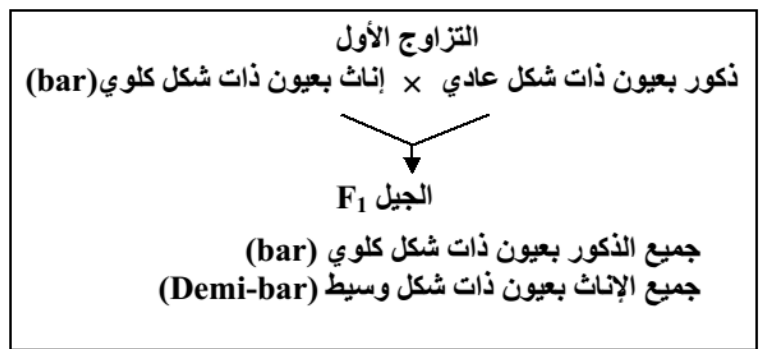 التزاوج الأول
ذكور بعيون ذات شكل عادي × إناث بعيون ذات شكل كلوي(bar)
الجيل F₁
جميع الذكور بعيون ذات شكل كلوي (bar)
جميع الإناث بعيون ذات شكل وسيط (Demi-bar)